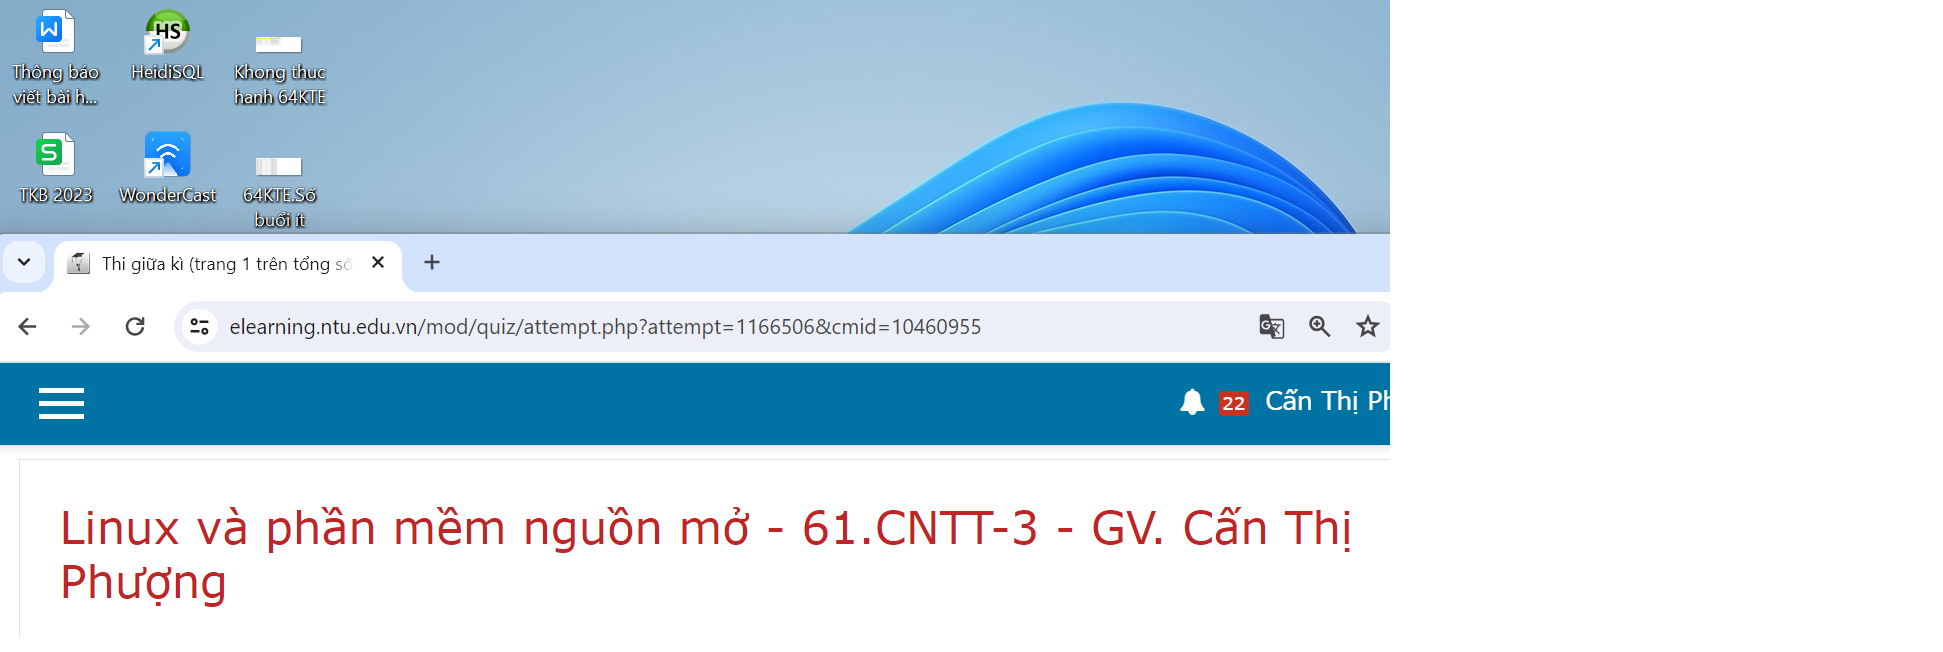 Thông báo
viết bài h...
HeidiSQL
HS
Khong thuc
hanh 64KTE
TKB 2023
WonderCast
64KTE.Số
buổi ít
Thi giữa kì (trang 1 trên tổng số
elearning.ntu.edu.vn/mod/quiz/attempt.php?attempt=1166506&cmid=10460955
22 Cấn Thị Ph
Linux và phần mềm nguồn mở - 61.CNTT-3 - GV. Cấn Thị
Phượng